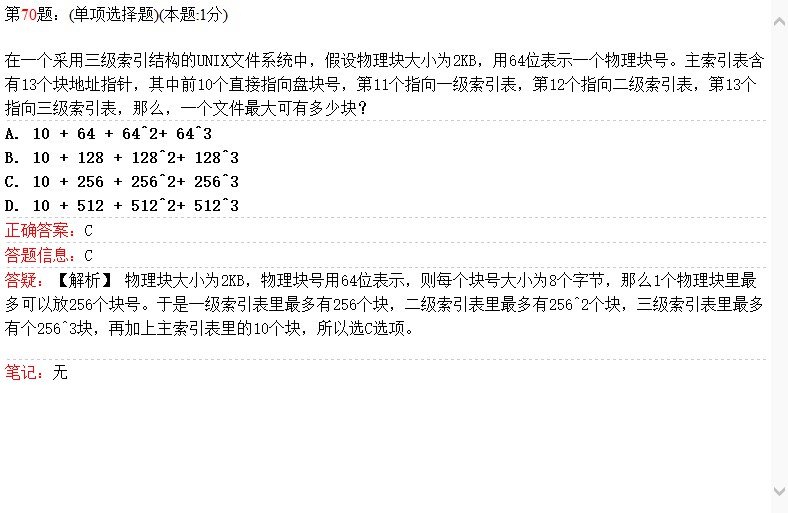 第70题：(单项选择题)(本题:1分)
在一个采用三级索引结构的UNIX文件系统中，假设物理块大小为2KB，用64位表示一个物理块号。主索引表含
有13个块地址指针，其中前10个直接指向盘块号，第11个指向一级索引表，第12个指向二级索引表，第13个
指向三级索引表，那么，一个文件最大可有多少块？
A. 10 + 64 + 64^2+ 64^3
B. 10 + 128 + 128^2+ 128^3
C. 10 + 256 + 256^2+ 256^3
D. 10 + 512 + 512^2+ 512^3
正确答案：C
答题信息：C
答疑：【解析】 物理块大小为2KB，物理块号用64位表示，则每个块号大小为8个字节，那么1个物理块里最
多可以放256个块号。于是一级索引表里最多有256个块，二级索引表里最多有256^2个块，三级索引表里最多
有个256^3块，再加上主索引表里的10个块，所以选C选项。
笔记：无